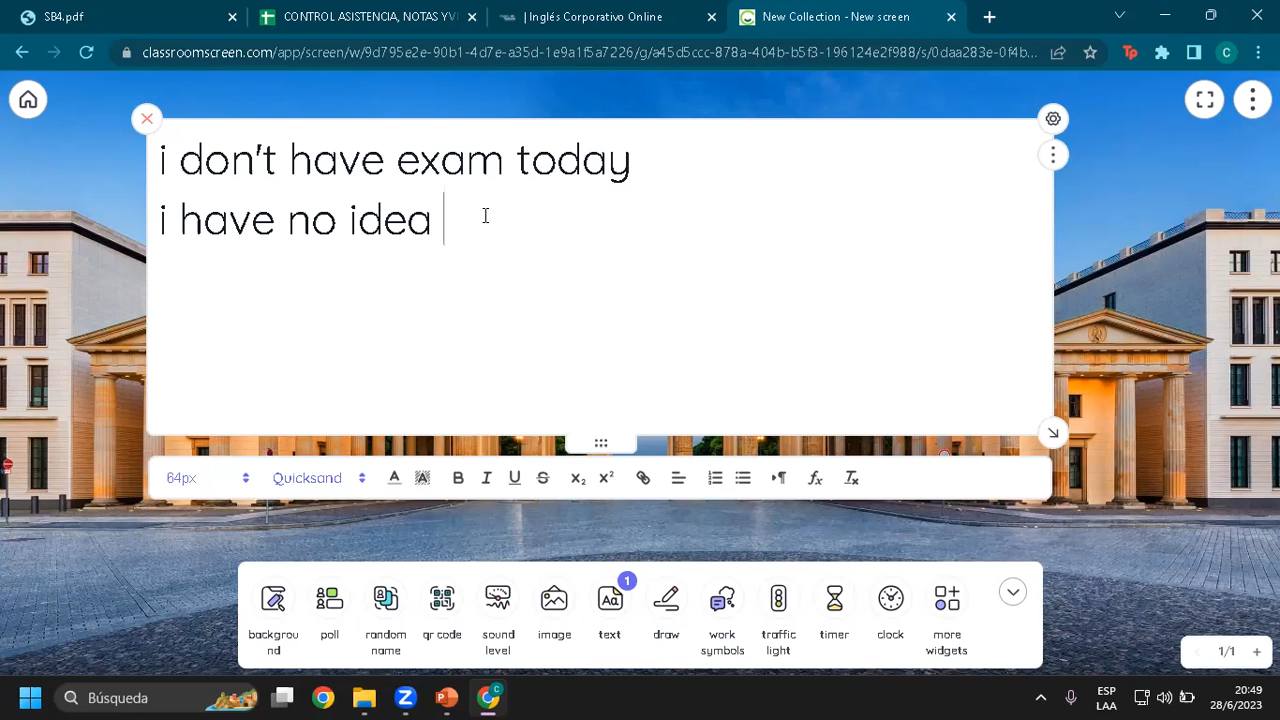 SB4.pdf
CONTROL ASISTENCIA, NOTAS YVI
| Inglés Corporativo Online
New Collection - New screen
classroomscreen.com/app/screen/w/9d795e2e-90b1-4d7e-a35d-1e9a1f5a7226/g/a45d5ccc-878a-404b-b5f3-196124e2f988/s/0daa283e-0f4b...
Tp
C
i don't have exam today
i have no idea
64px Quicksand
1
background
poll
random name
qr code
sound level
image
text
draw
work symbols
traffic light
timer
clock
more widgets
1/1
Búsqueda
ESP
LAA
20:49
28/6/2023